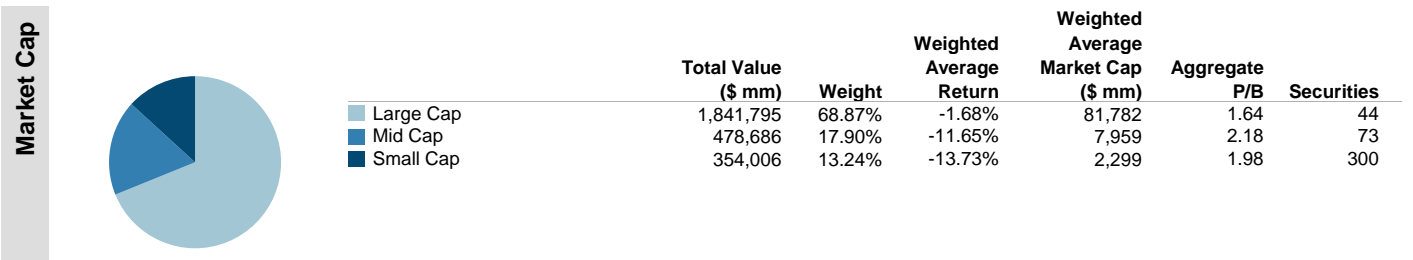 Market Cap
Weighted
Weighted Average
Total Value Average Market Cap Aggregate
($ mm) Weight Return ($ mm) P/B Securities
Large Cap 1,841,795 68.87% -1.68% 81,782 1.64 44
Mid Cap 478,686 17.90% -11.65% 7,959 2.18 73
Small Cap 354,006 13.24% -13.73% 2,299 1.98 300